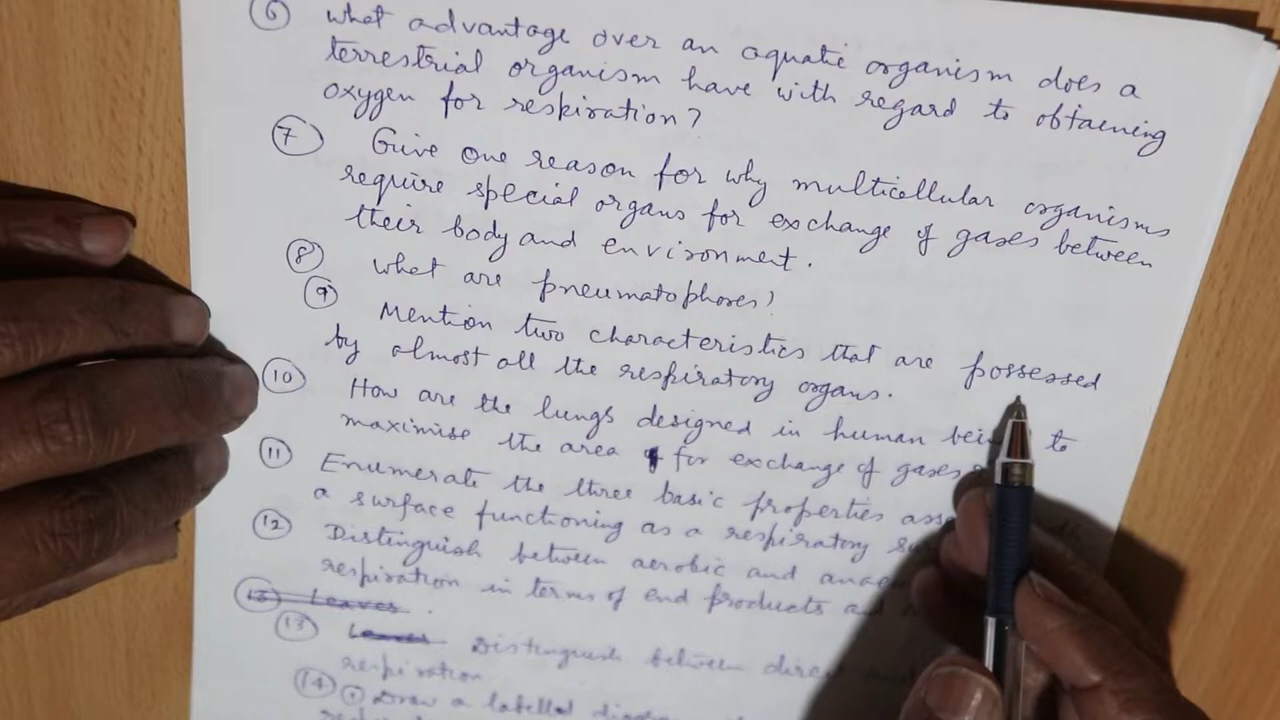 6 what advantage over an aquatic organism does a
terrestrial organism have with regard to obtaining
oxygen for respiration?
7 Give one reason for why multicellular organisms
require special organs for exchange of gases between
their body and environment.
8 what are pneumatophores?
9 Mention two characteristics that are possessed
by almost all the respiratory organs.
10 How are the lungs designed in human to
maximise the area for exchange of gases
11 Enumerate the three basic properties
a surface functioning as a respiratory
12 Distinguish between aerobic and
respiration in terms of end products
13 Leaves .
13 Distinguish between
respiration
14 1 Draw a labelled